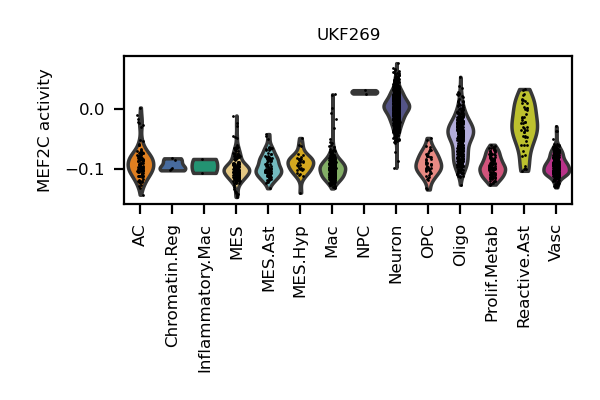 UKF269
MEF2C activity
0.0
−0.1
AC
Chromatin.Reg
Inflammatory.Mac
MES
MES.Ast
MES.Hyp
Mac
NPC
Neuron
OPC
Oligo
Prolif.Metab
Reactive.Ast
Vasc